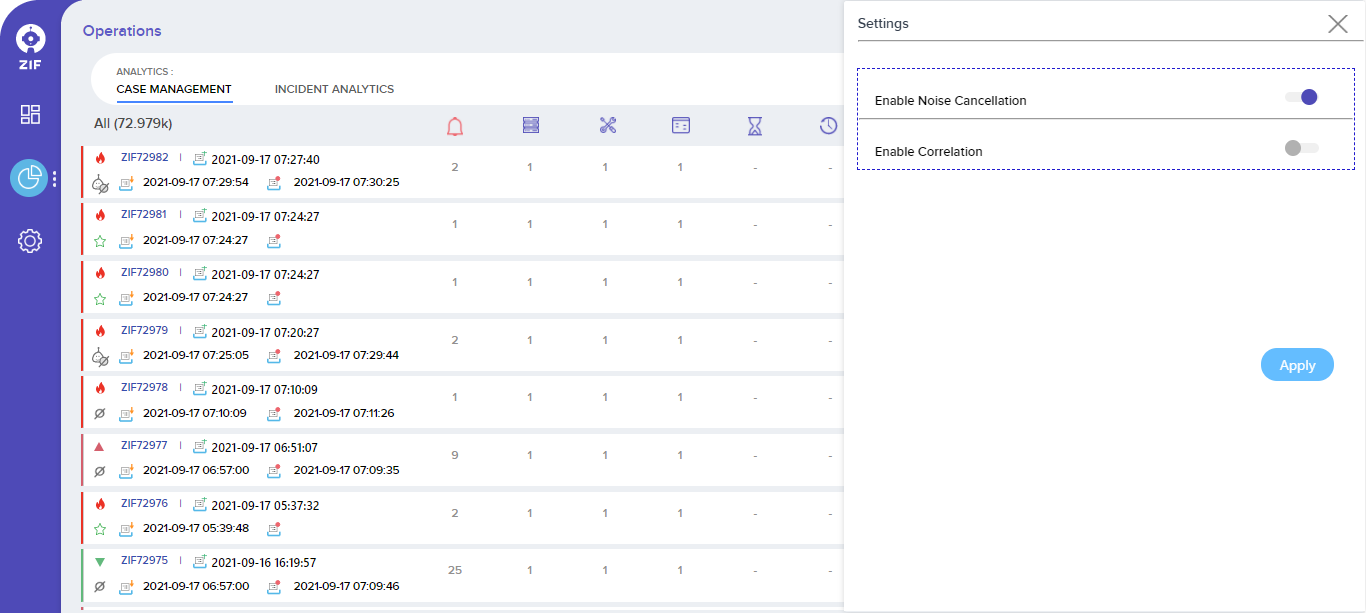 ZIF
Operations
ANALYTICS :
CASE MANAGEMENT
INCIDENT ANALYTICS
All (72.979k)
ZIF72982 | 2021-09-17 07:27:40
2021-09-17 07:29:54 2021-09-17 07:30:25
2 1 1 1 - -
ZIF72981 | 2021-09-17 07:24:27
2021-09-17 07:24:27
1 1 1 1 - -
ZIF72980 | 2021-09-17 07:24:27
2021-09-17 07:24:27
1 1 1 1 - -
ZIF72979 | 2021-09-17 07:20:27
2021-09-17 07:25:05 2021-09-17 07:29:44
2 1 1 1 - -
ZIF72978 | 2021-09-17 07:10:09
2021-09-17 07:10:09 2021-09-17 07:11:26
1 1 1 1 - -
ZIF72977 | 2021-09-17 06:51:07
2021-09-17 06:57:00 2021-09-17 07:09:35
9 1 1 1 - -
ZIF72976 | 2021-09-17 05:37:32
2021-09-17 05:39:48
2 1 1 1 - -
ZIF72975 | 2021-09-16 16:19:57
2021-09-17 06:57:00 2021-09-17 07:09:46
25 1 1 1 - -
Settings
Enable Noise Cancellation
Enable Correlation
Apply